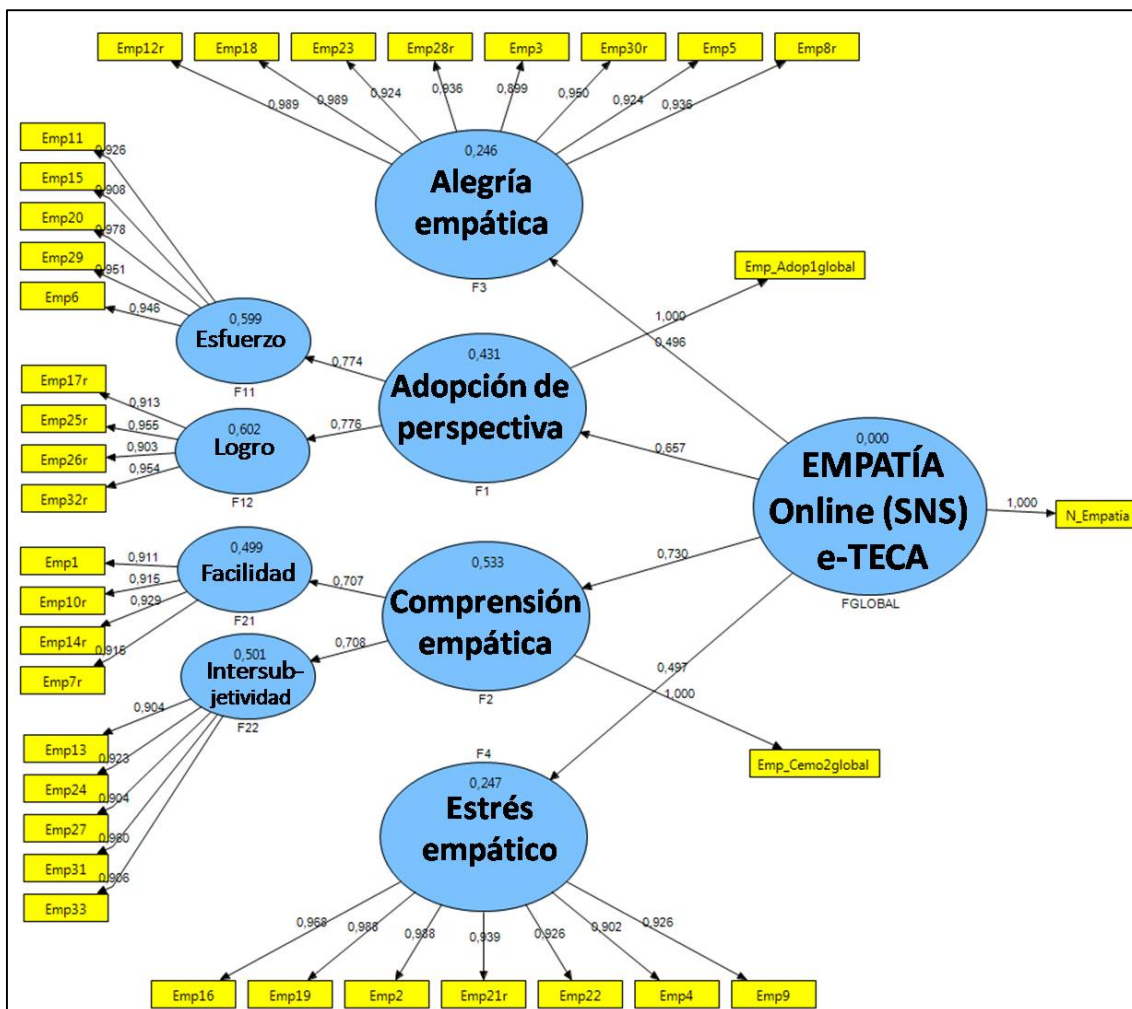 Emp12r
Emp18
Emp23
Emp28r
Emp3
Emp30r
Emp5
Emp8r
0,989
0,989
0,924
0,936
0,899
0,950
0,924
0,936
0,246
Alegría
empática
F3
Emp11
Emp15
Emp20
Emp29
Emp6
0,926
0,908
0,978
0,951
0,946
0,599
Esfuerzo
F11
Emp17r
Emp25r
Emp26r
Emp32r
0,913
0,955
0,903
0,954
0,602
Logro
F12
0,774
0,776
0,431
Adopción de
perspectiva
F1
Emp_Adop1global
1,000
0,496
0,657
0,000
EMPATÍA
Online (SNS)
e-TECA
FGLOBAL
1,000
N_Empatia
Emp1
Emp10r
Emp14r
Emp7r
0,911
0,915
0,929
0,915
0,499
Facilidad
F21
0,501
Intersub-
jetividad
F22
Emp13
Emp24
Emp27
Emp31
Emp33
0,904
0,923
0,904
0,906
0,707
0,708
0,533
Comprensión
empática
F2
0,730
0,497
1,000
Emp_Cemo2global
F4
0,247
Estrés
empático
0,968
0,988
0,939
0,926
0,902
0,926
Emp16
Emp19
Emp2
Emp21r
Emp22
Emp4
Emp9